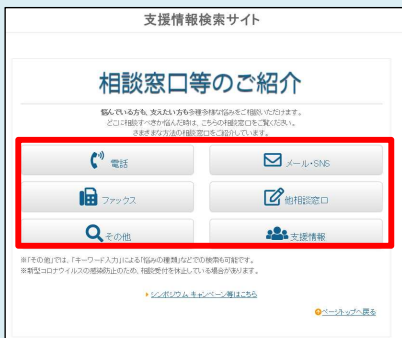 支援情報検索サイト
相談窓口等のご紹介
悩んでいる方も、支えたい方も各種多様な悩みをご相談いただけます。
どこに相談すべきか悩んだ時は、こちらの相談窓口をご覧ください。
さまざまな方法の相談窓口をご紹介しています。
電話
メール・SNS
ファックス
他相談窓口
その他
支援情報
※「その他」では、「キーワード入力」による「悩みの種類」などでの検索も可能です。
※新型コロナウィルスの感染防止のため、相談受付を休止している場合があります。
シンポジウム、キャンペーン等はこちら
ページトップへ戻る